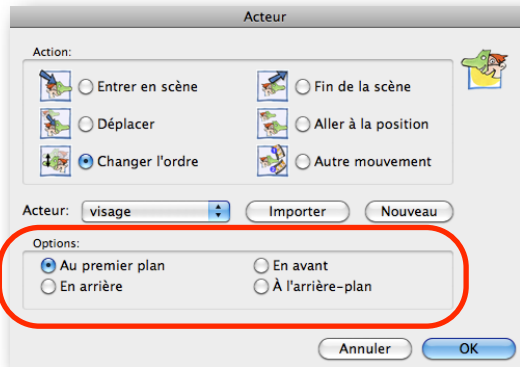 Acteur
Action:
Entrer en scène Fin de la scène
Déplacer Aller à la position
Changer l'ordre Autre mouvement
Acteur: visage Importer Nouveau
Options:
Au premier plan En avant
En arrière À l'arrière-plan
Annuler OK